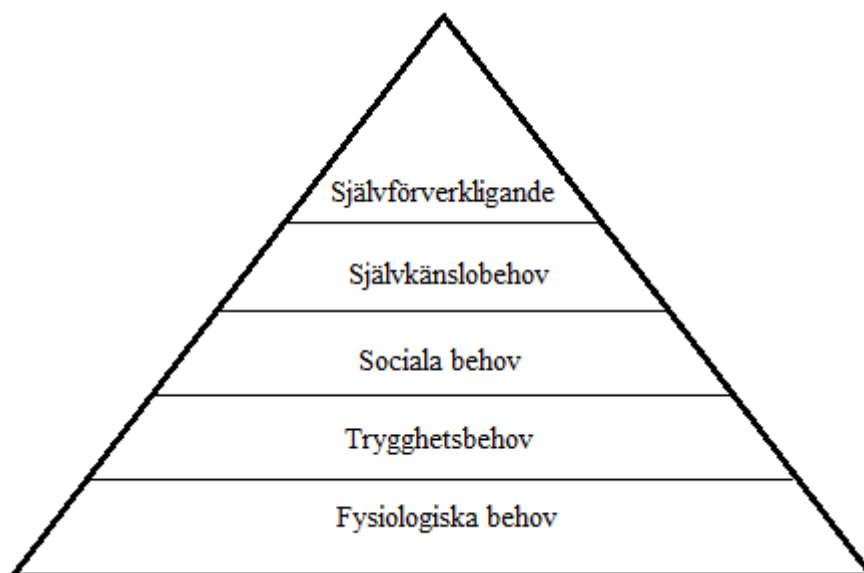 Självförverkligande
Självkänslobehov
Sociala behov
Trygghetsbehov
Fysiologiska behov